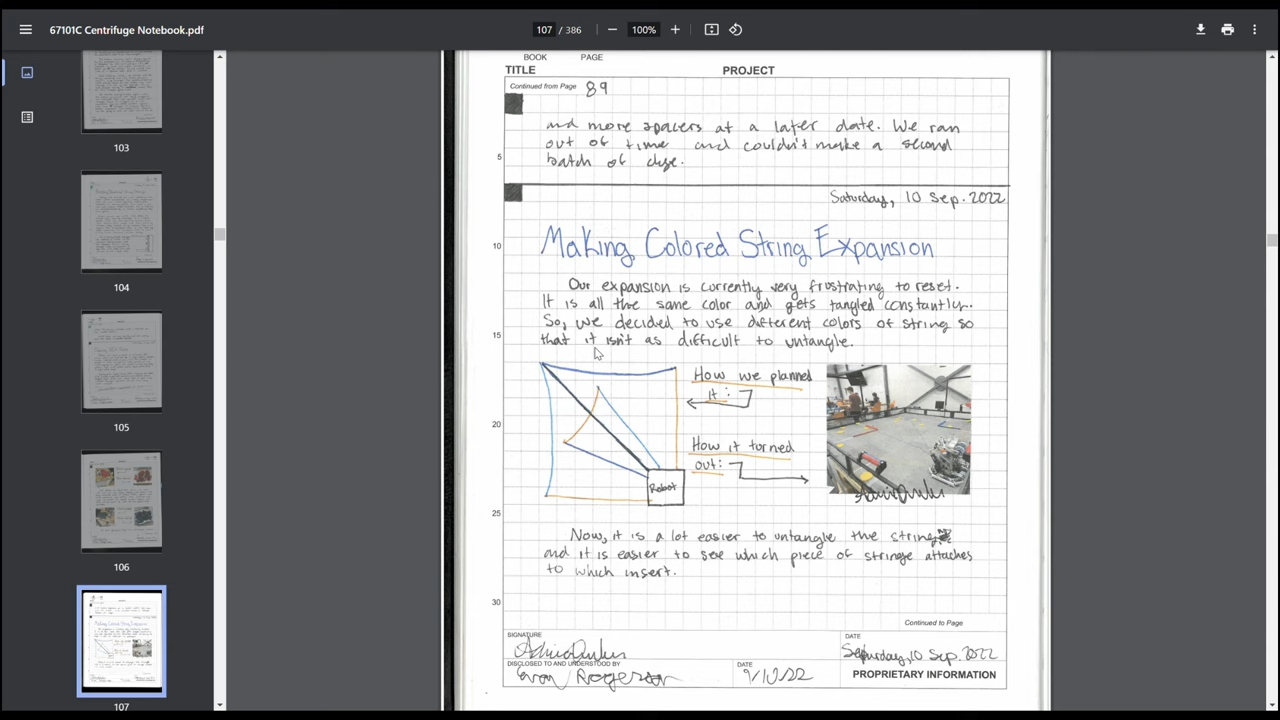 67101C Centrifuge Notebook.pdf
107 / 386
100%
103
104
105
106
107
BOOK PAGE
TITLE PROJECT
Continued from Page 89
and more spacers at a later date. We ran
5
out of time and couldn't make a second
batch of dye.
Saturday, 10 Sep. 2022
10
Making Colored String Expansion
Our expansion is currently very frustrating to reset.
It is all the same color and gets tangled constantly.
So, we decided to use different colors of string so
15
that it isn't as difficult to untangle.
How we planned
it:
20
How it turned
out:
Robot
25
Now, it is a lot easier to untangle the string
and it is easier to see which piece of stringe attaches
to which insert.
30
Continued to Page
SIGNATURE
DATE
Saturday, 10 Sep. 2022
DISCLOSED TO AND UNDERSTOOD BY
DATE
9/10/22
PROPRIETARY INFORMATION